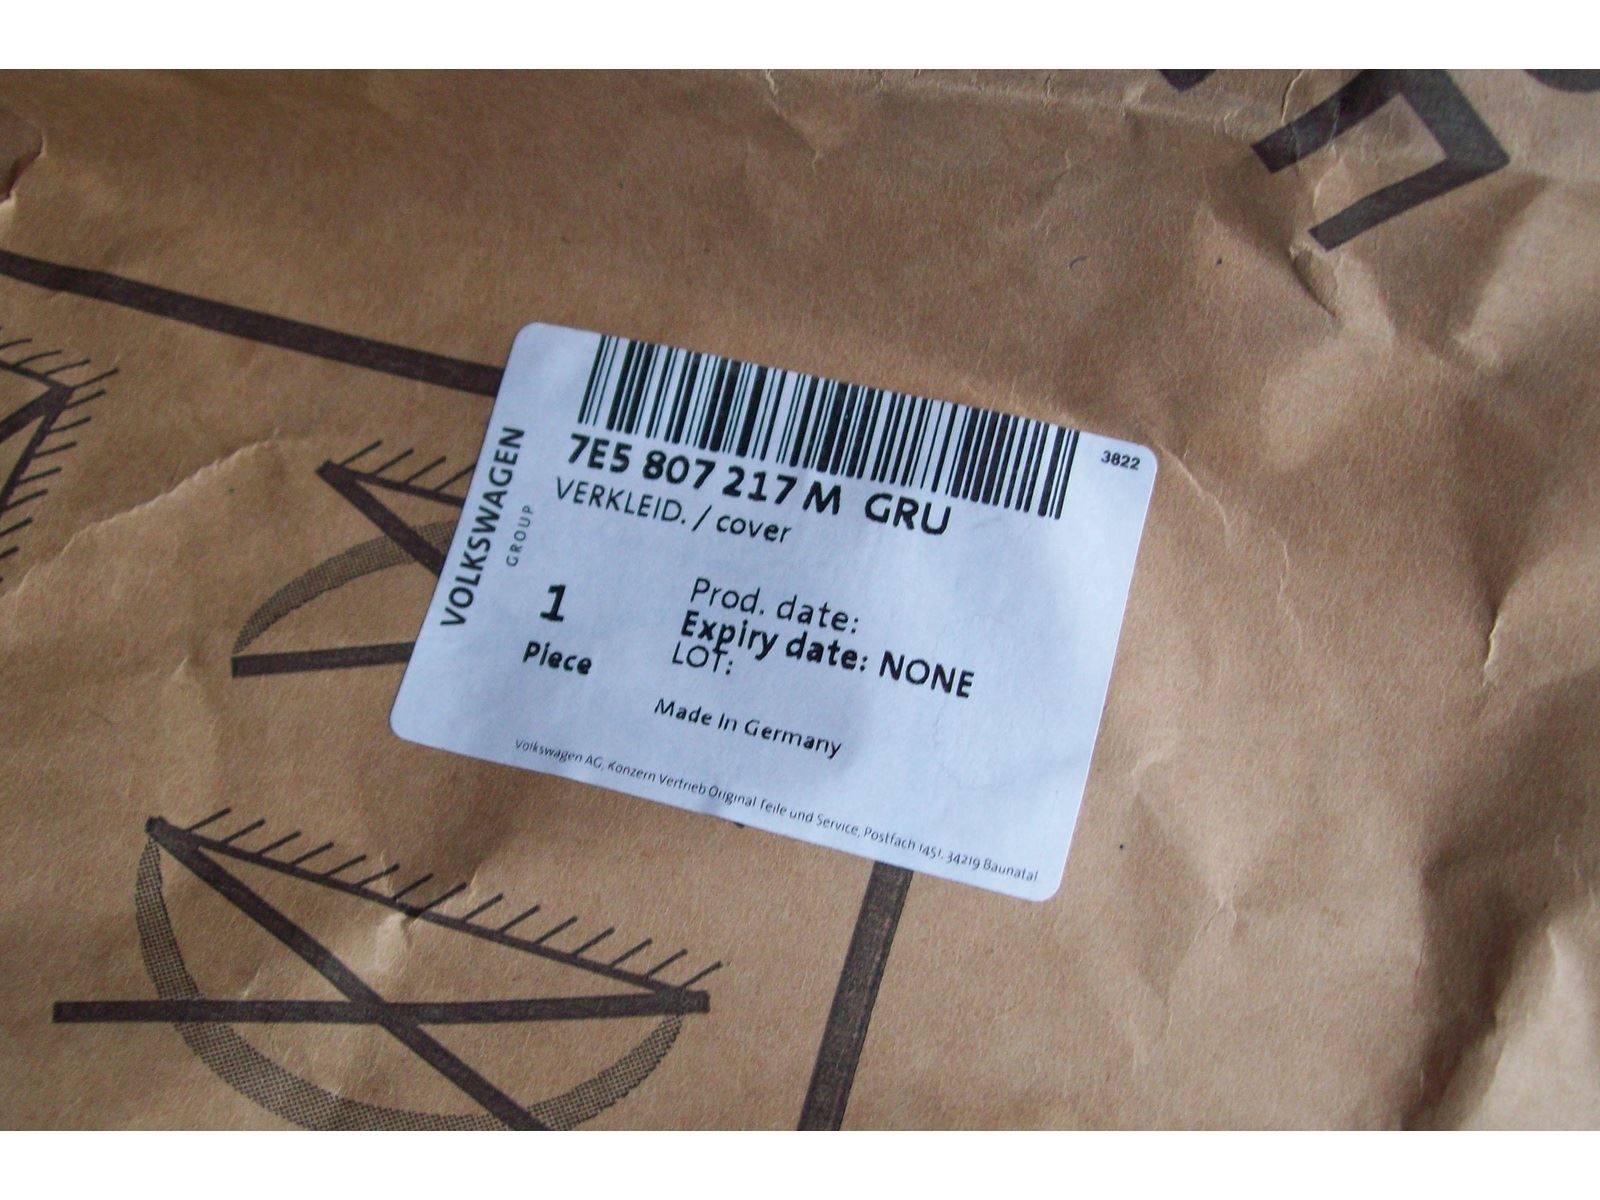 3822
7E5 807 217 M GRU
VERKLEID. / cover
VOLKSWAGEN
GROUP
1
Piece
Prod. date:
Expiry date: NONE
LOT:
Made In Germany
Volkswagen AG, Konzern Vertrieb Original Teile und Service, Postfach 1451, 34219 Baunatal